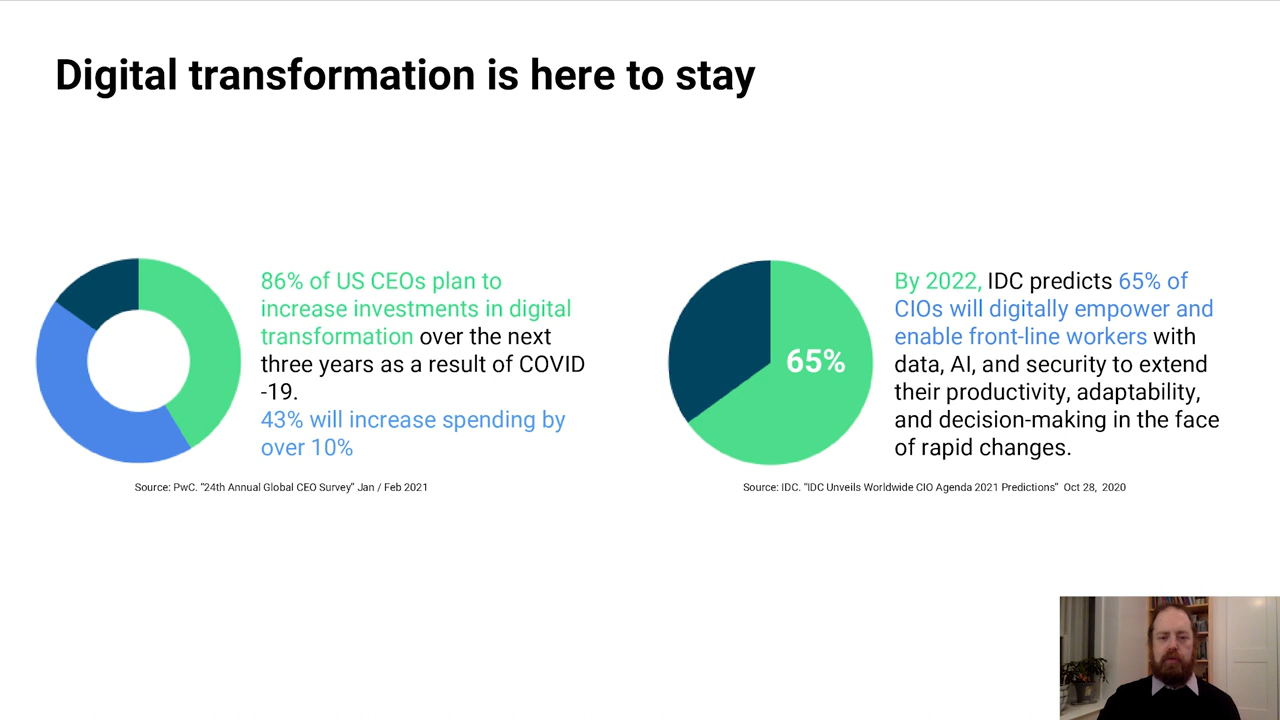 Digital transformation is here to stay
86% of US CEOs plan to
increase investments in digital
transformation over the next
three years as a result of COVID
-19.
43% will increase spending by
over 10%
Source: PwC. "24th Annual Global CEO Survey" Jan / Feb 2021
65%
By 2022, IDC predicts 65% of
CIOs will digitally empower and
enable front-line workers with
data, AI, and security to extend
their productivity, adaptability,
and decision-making in the face
of rapid changes.
Source: IDC. "IDC Unveils Worldwide CIO Agenda 2021 Predictions" Oct 28, 2020